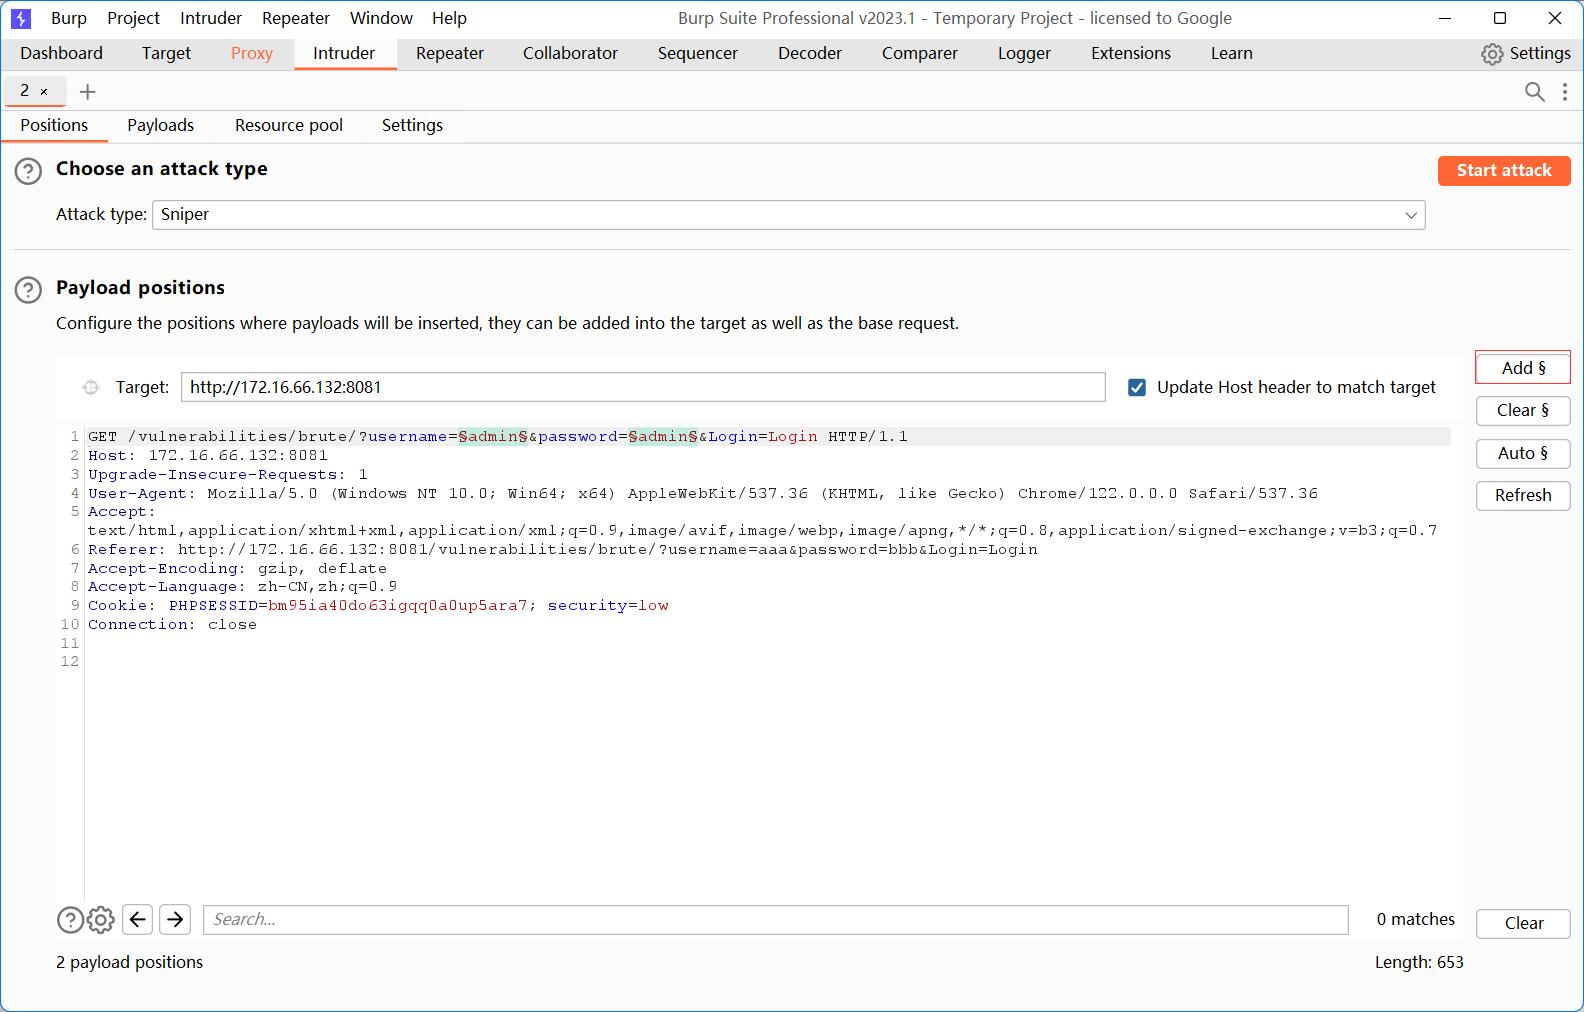 Burp Project Intruder Repeater Window Help Burp Suite Professional v2023.1 - Temporary Project - licensed to Google
Dashboard Target Proxy Intruder Repeater Collaborator Sequencer Decoder Comparer Logger Extensions Learn Settings
2 ×
Positions Payloads Resource pool Settings
Choose an attack type
Start attack
Attack type: Sniper
Payload positions
Configure the positions where payloads will be inserted, they can be added into the target as well as the base request.
Add §
Target: http://172.16.66.132:8081 Update Host header to match target
Clear §
Auto §
Refresh
1 GET /vulnerabilities/brute/?username=§admin§&password=§admin§&Login=Login HTTP/1.1
2 Host: 172.16.66.132:8081
3 Upgrade-Insecure-Requests: 1
4 User-Agent: Mozilla/5.0 (Windows NT 10.0; Win64; x64) AppleWebKit/537.36 (KHTML, like Gecko) Chrome/122.0.0.0 Safari/537.36
5 Accept:
text/html,application/xhtml+xml,application/xml;q=0.9,image/avif,image/webp,image/apng,*/*;q=0.8,application/signed-exchange;v=b3;q=0.7
6 Referer: http://172.16.66.132:8081/vulnerabilities/brute/?username=aaa&password=bbb&Login=Login
7 Accept-Encoding: gzip, deflate
8 Accept-Language: zh-CN,zh;q=0.9
9 Cookie: PHPSESSID=bm95ia40do63igqq0a0up5ara7; security=low
10 Connection: close
11
12
Search... 0 matches Clear
2 payload positions Length: 653